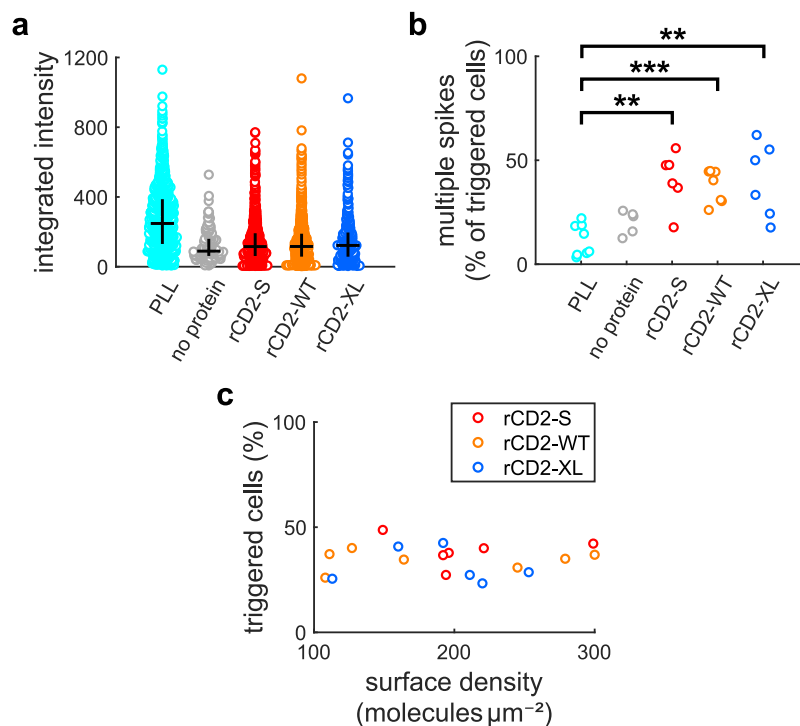 a
integrated intensity
1200
800
400
0
PLL
no protein
rCD2-S
rCD2-WT
rCD2-XL
b
multiple spikes
(% of triggered cells)
100
50
0
**
***
**
PLL
no protein
rCD2-S
rCD2-WT
rCD2-XL
c
triggered cells (%)
100
50
0
rCD2-S
rCD2-WT
rCD2-XL
100
200
300
surface density
(molecules µm⁻²)